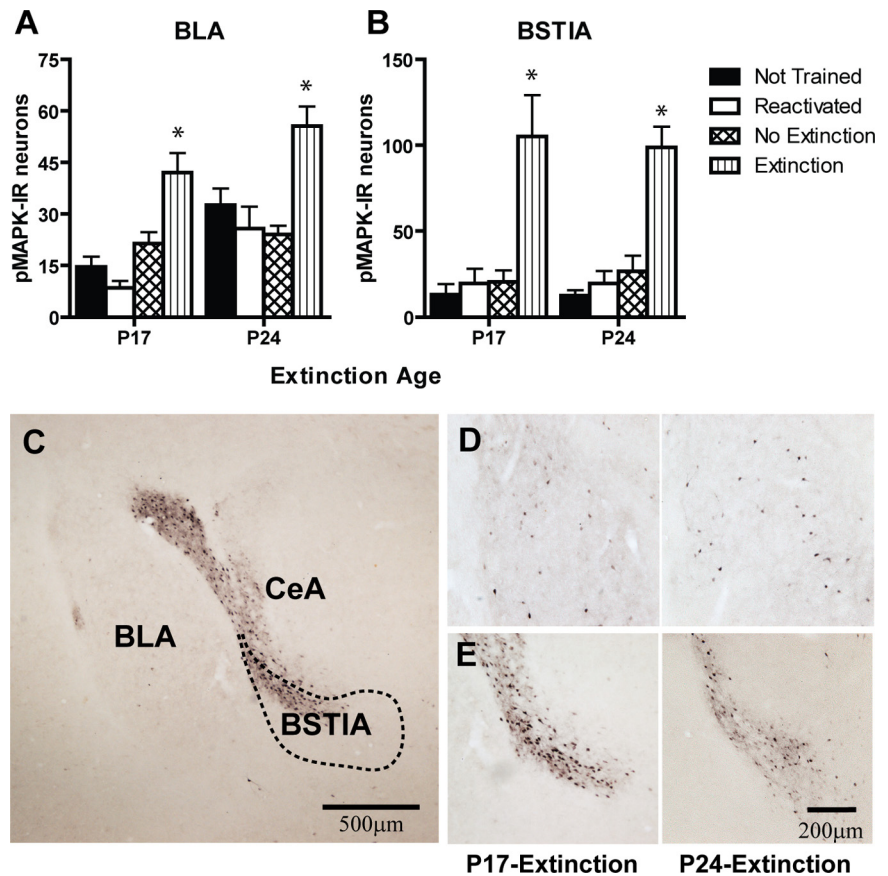 A
BLA
pMAPK-IR neurons
75
60
45
30
15
0
*
*
P17
P24
B
BSTIA
pMAPK-IR neurons
150
100
50
0
*
*
P17
P24
Not Trained
Reactivated
No Extinction
Extinction
Extinction Age
C
CeA
BLA
BSTIA
500μm
D
E
200μm
P17-Extinction
P24-Extinction